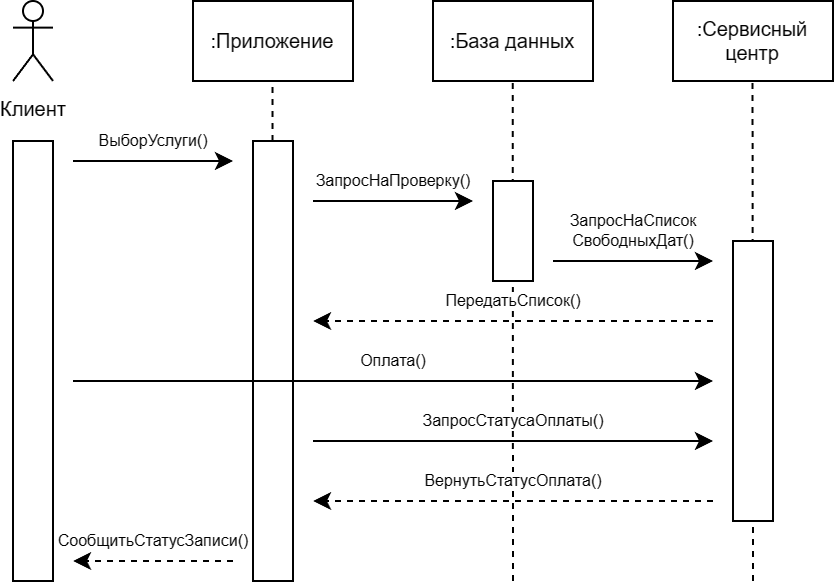 :Приложение
:База данных
:Сервисный
центр
Клиент
ВыборУслуги()
ЗапросНаПроверку()
ЗапросНаСписок
СвободныхДат()
ПередатьСписок()
Оплата()
ЗапросСтатусаОплаты()
ВернутьСтатусОплата()
СообщитьСтатусЗаписи()